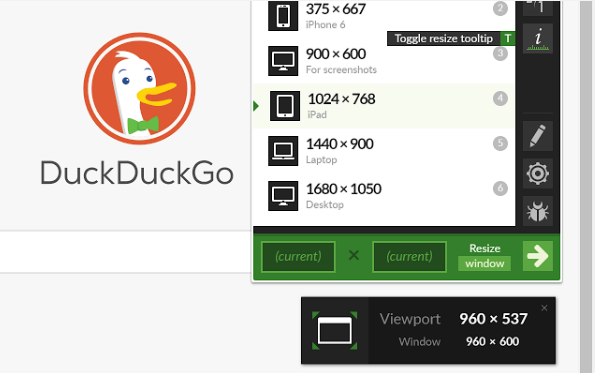 375 × 667
2
iPhone 6
Toggle resize tooltip T
900 × 600
3
For screenshots
1024 × 768
4
iPad
1440 × 900
5
Laptop
1680 × 1050
6
Desktop
DuckDuckGo
(current) × (current)
Resize
window
Viewport 960 × 537
Window 960 × 600